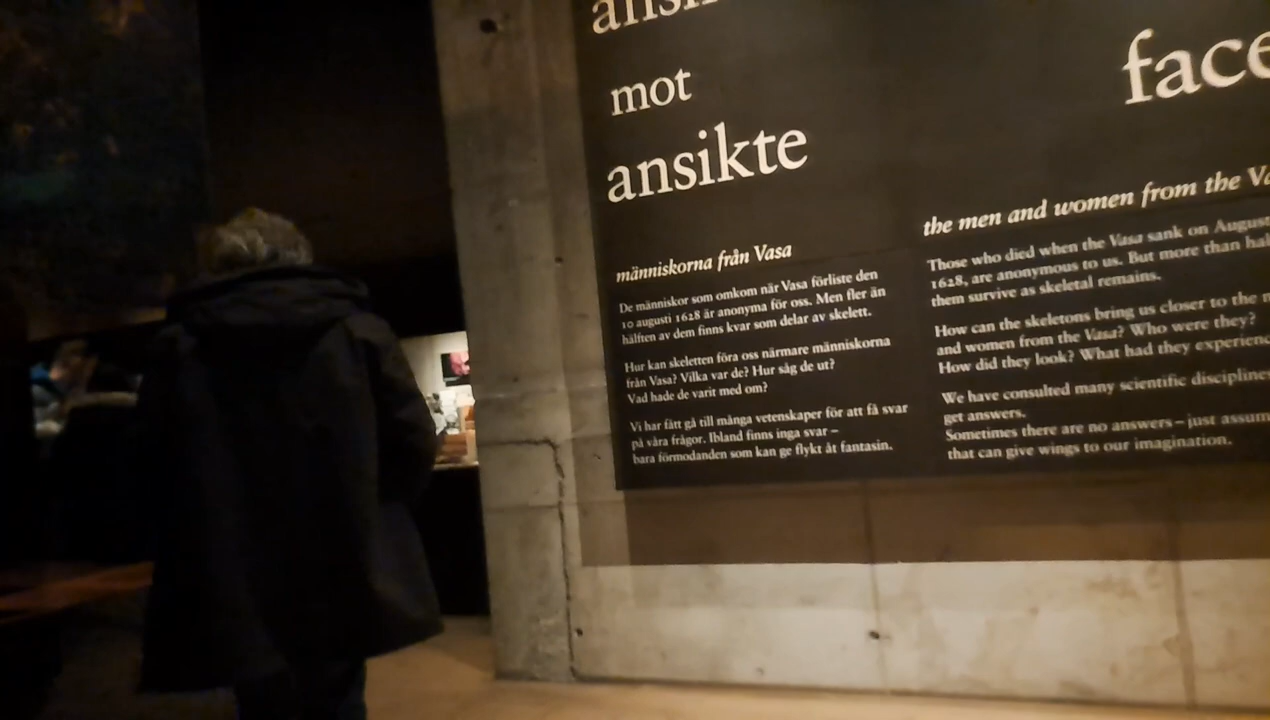 mot
ansikte
människorna från Vasa
De människor som omkom när Vasa förliste den
10 augusti 1628 är anonyma för oss. Men fler än
hälften av dem finns kvar som delar av skelett.
Hur kan skeletten föra oss närmare människorna
från Vasa? Vilka var de? Hur såg de ut?
Vad hade de varit med om?
Vi har fått gå till många vetenskaper för att få svar
på våra frågor. Ibland finns inga svar –
bara förmodanden som kan ge flykt åt fantasin.
face
the men and women from the
Those who died when the Vasa sank on August
1628, are anonymous to us. But more than
them survive as skeletal remains.
How can the skeletons bring us closer to the
and women from the Vasa? Who were they?
How did they look? What had they
We have consulted many scientific
get answers.
Sometimes there are no answers – just
that can give wings to our imagination.